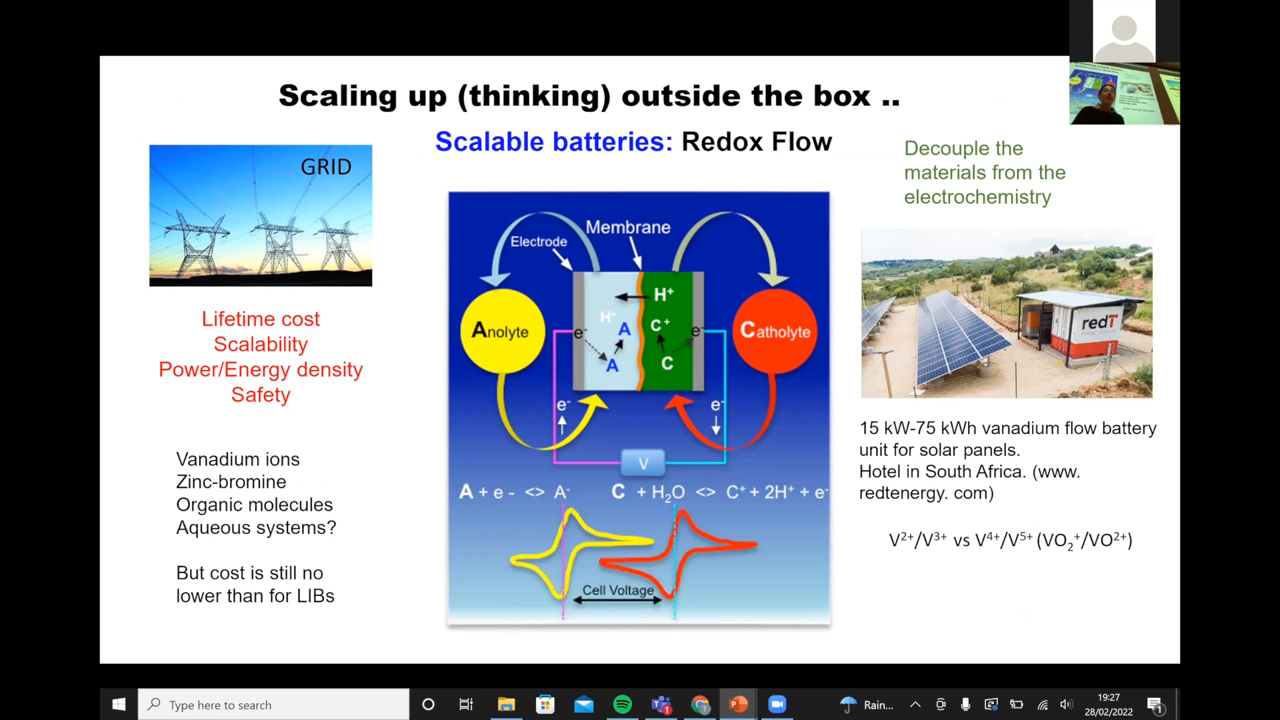 Scaling up (thinking) outside the box ..
Scalable batteries: Redox Flow
GRID
Lifetime cost
Scalability
Power/Energy density
Safety
Vanadium ions
Zinc-bromine
Organic molecules
Aqueous systems?
But cost is still no
lower than for LIBs
Membrane
Electrode
H⁺
H⁺
Anolyte
e⁻
A
A
C⁺
C
e⁻
Catholyte
e⁻
e⁻
V
A + e - <> A⁻
C + H₂O <> C⁺ + 2H⁺ + e⁻
Cell Voltage
Decouple the
materials from the
electrochemistry
redT
15 kW-75 kWh vanadium flow battery
unit for solar panels.
Hotel in South Africa. (www.
redtenergy. com)
V²⁺/V³⁺ vs V⁴⁺/V⁵⁺ (VO₂⁺/VO²⁺)
Type here to search
Rain...
19:27
28/02/2022